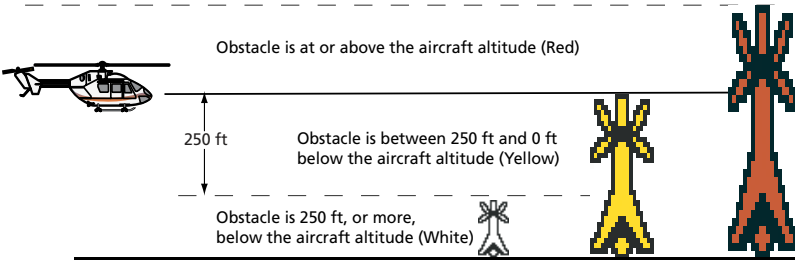 Obstacle is at or above the aircraft altitude (Red)
250 ft
Obstacle is between 250 ft and 0 ft
below the aircraft altitude (Yellow)
Obstacle is 250 ft, or more,
below the aircraft altitude (White)